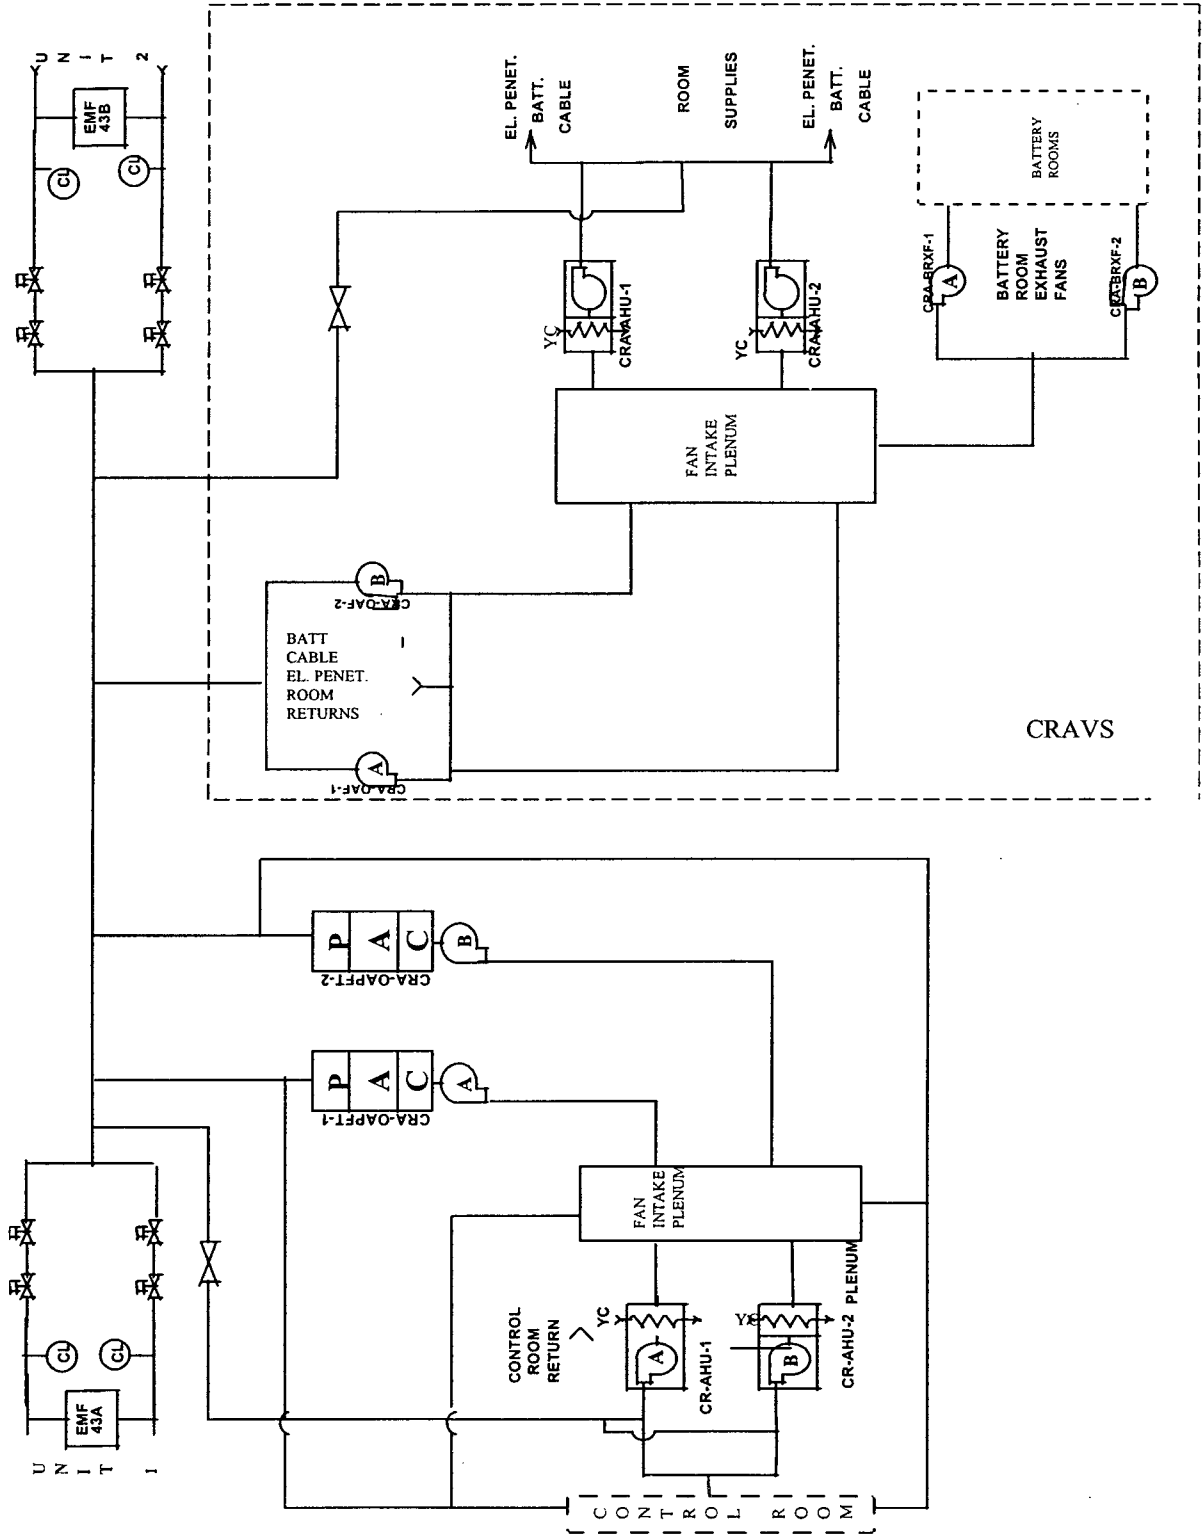 UNIT 2
EMF
43B
CL
CL
EL. PENET.
BATT.
CABLE
ROOM
SUPPLIES
EL. PENET.
BATT.
CABLE
YC
CRA-AHU-1
YC
CRA-AHU-2
FAN
INTAKE
PLENUM
BATTERY
ROOMS
CRA-BRXF-1
A
BATTERY
ROOM
EXHAUST
FANS
CRA-BRXF-2
B
B
CRA-OAF-2
BATT
CABLE
EL. PENET.
ROOM
RETURNS
A
CRA-OAF-1
CRAVS
P
A
C
CRA-OAPFT-2
B
P
A
C
CRA-OAPFT-1
A
FAN
INTAKE
PLENUM
PLENUM
CONTROL
ROOM
RETURN
YC
A
CR-AHU-1
YC
B
CR-AHU-2
CL
CL
EMF
43A
UNIT 1
CONTROL ROOM